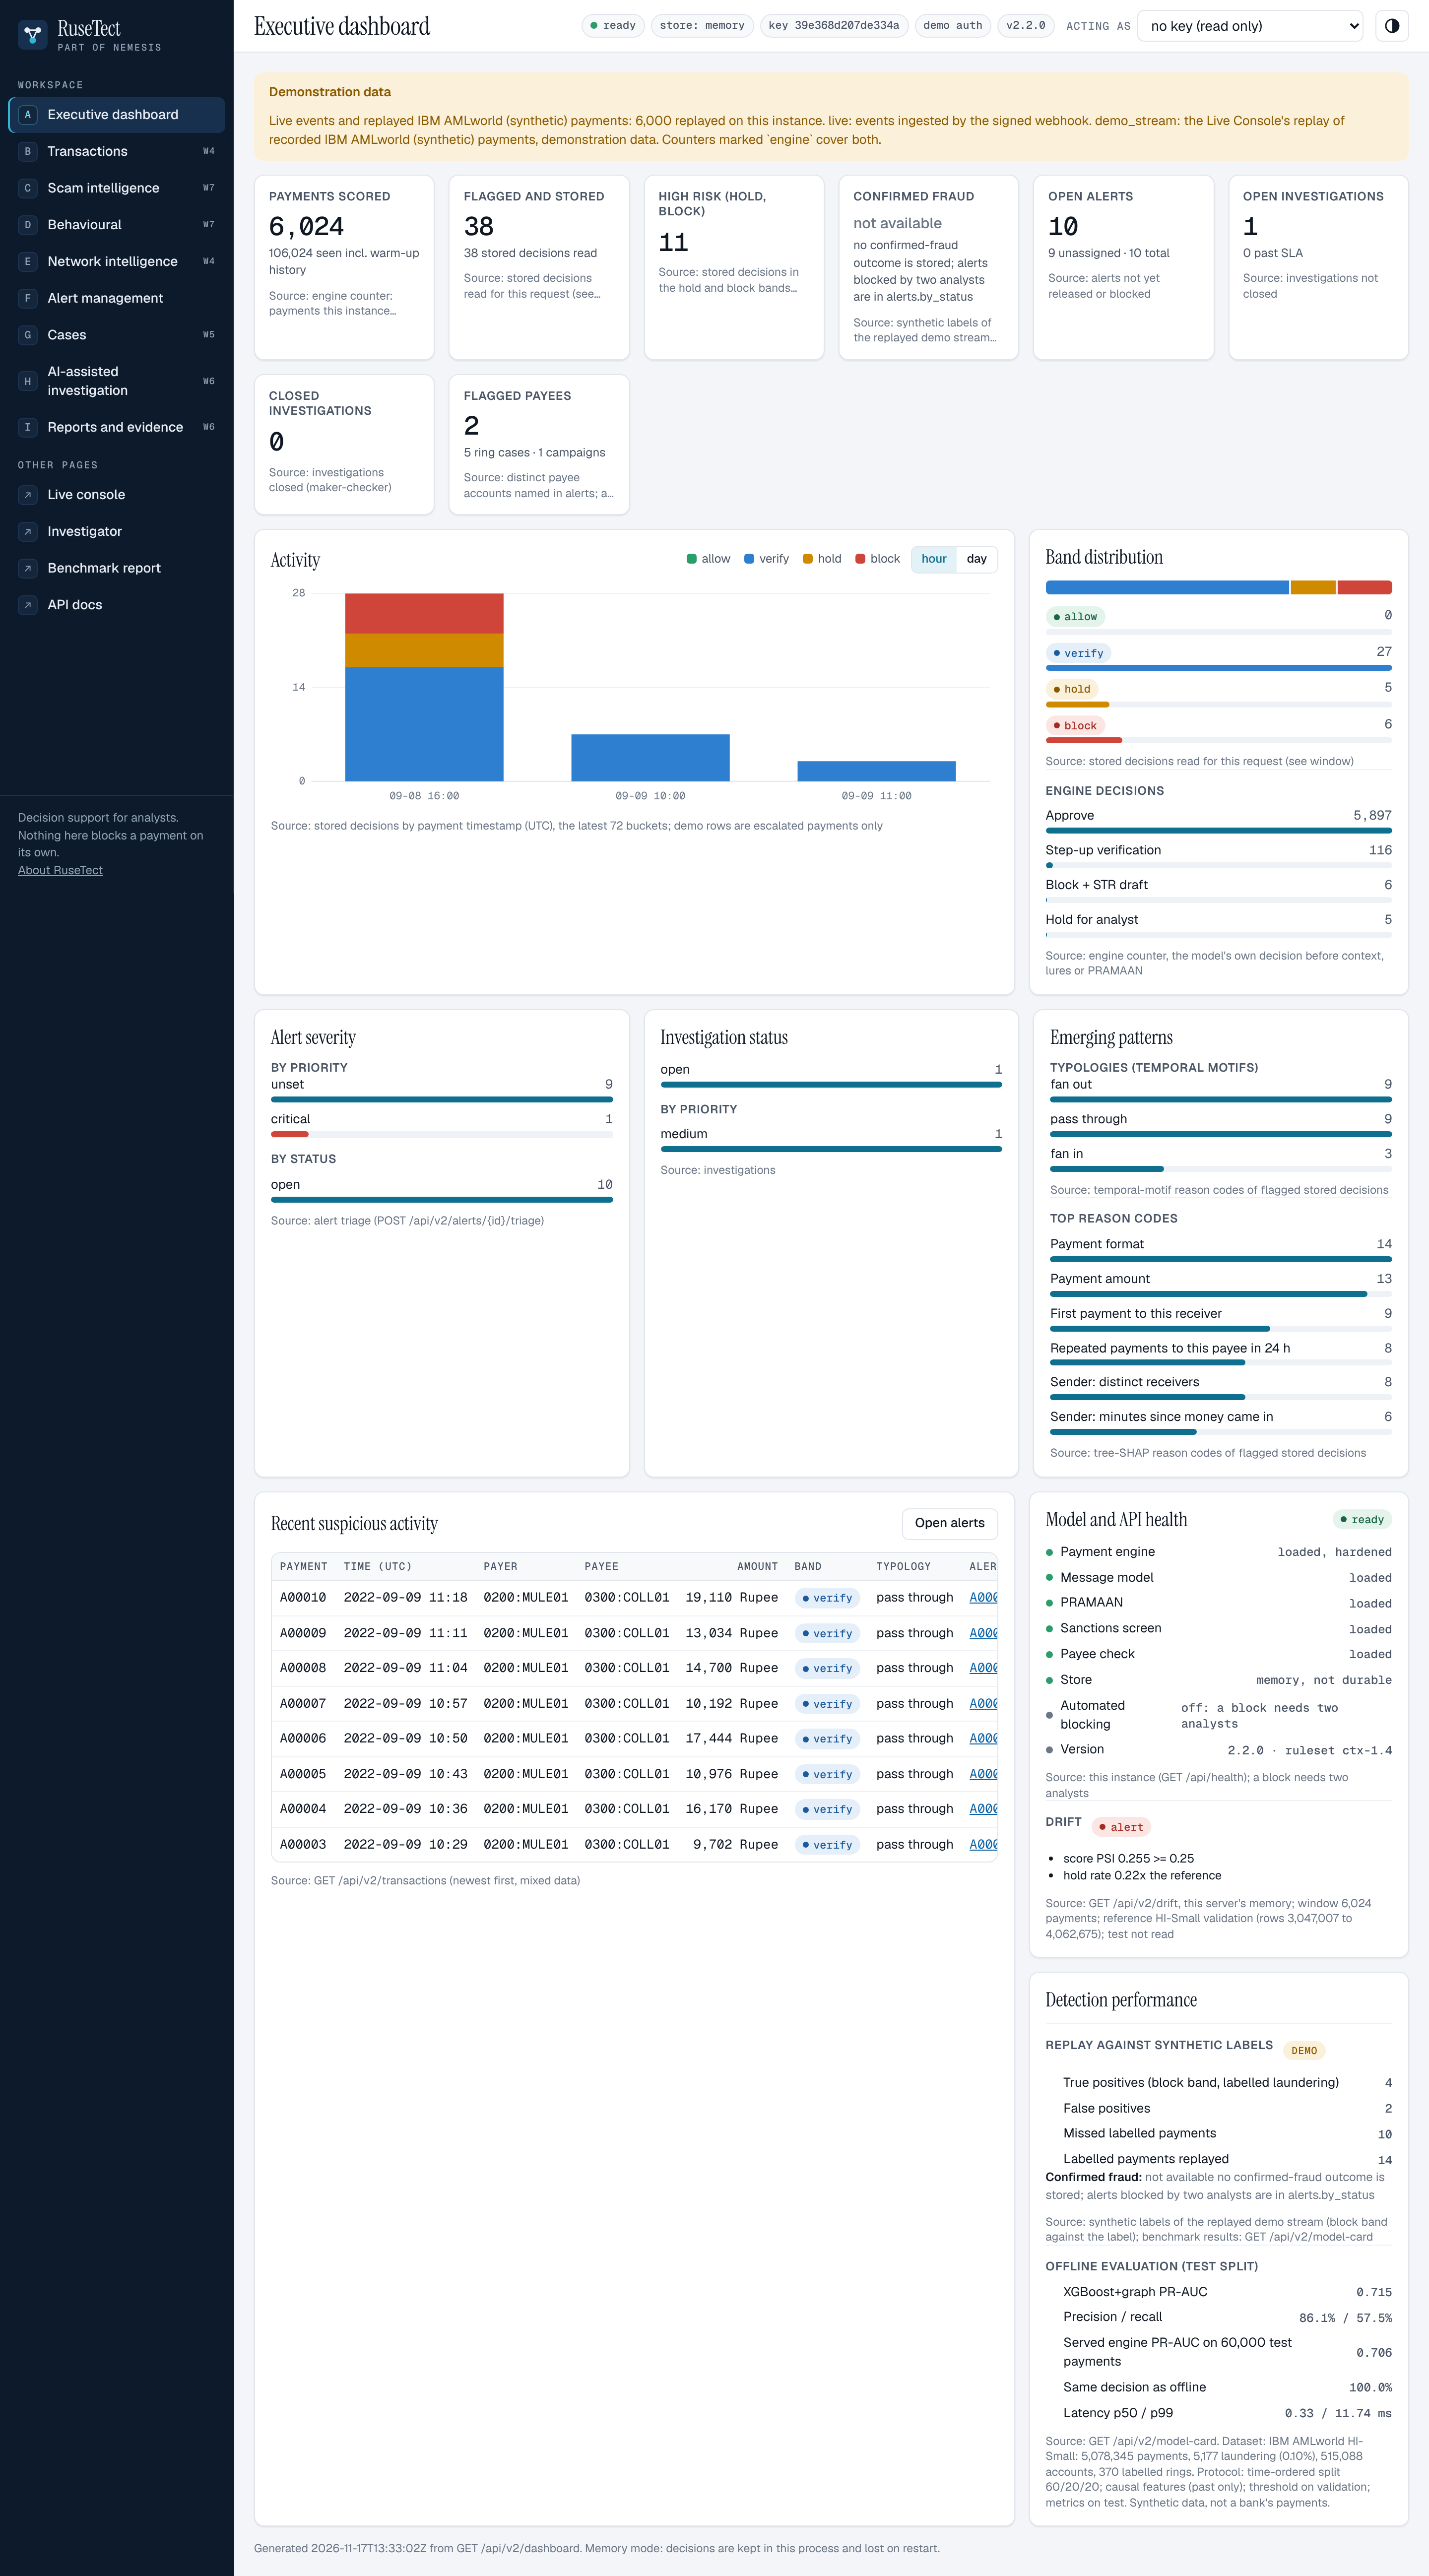 RuseTect
PART OF NEMESIS
WORKSPACE
A Executive dashboard
B Transactions W4
C Scam intelligence W7
D Behavioural W7
E Network intelligence W4
F Alert management
G Cases W5
H AI-assisted
investigation W6
I Reports and evidence W6
OTHER PAGES
Live console
Investigator
Benchmark report
API docs
Decision support for analysts.
Nothing here blocks a payment on
its own.
About RuseTect
Executive dashboard
ready store: memory key 39e368d207de334a demo auth v2.2.0 ACTING AS no key (read only)
Demonstration data
Live events and replayed IBM AMLworld (synthetic) payments: 6,000 replayed on this instance. live: events ingested by the signed webhook. demo_stream: the Live Console's replay of
recorded IBM AMLworld (synthetic) payments, demonstration data. Counters marked `engine` cover both.
PAYMENTS SCORED
6,024
106,024 seen incl. warm-up
history
Source: engine counter:
payments this instance...
FLAGGED AND STORED
38
38 stored decisions read
Source: stored decisions
read for this request (see...
HIGH RISK (HOLD,
BLOCK)
11
Source: stored decisions in
the hold and block bands...
CONFIRMED FRAUD
not available
no confirmed-fraud
outcome is stored; alerts
blocked by two analysts
are in alerts.by_status
Source: synthetic labels of
the replayed demo stream...
OPEN ALERTS
10
9 unassigned · 10 total
Source: alerts not yet
released or blocked
OPEN INVESTIGATIONS
1
0 past SLA
Source: investigations not
closed
CLOSED
INVESTIGATIONS
0
Source: investigations
closed (maker-checker)
FLAGGED PAYEES
2
5 ring cases · 1 campaigns
Source: distinct payee
accounts named in alerts; a...
Activity
allow verify hold block hour day
28
14
0
09-08 16:00 09-09 10:00 09-09 11:00
Source: stored decisions by payment timestamp (UTC), the latest 72 buckets; demo rows are escalated payments only
Band distribution
allow 0
verify 27
hold 5
block 6
Source: stored decisions read for this request (see window)
ENGINE DECISIONS
Approve 5,897
Step-up verification 116
Block + STR draft 6
Hold for analyst 5
Source: engine counter, the model's own decision before context,
lures or PRAMAAN
Alert severity
BY PRIORITY
unset 9
critical 1
BY STATUS
open 10
Source: alert triage (POST /api/v2/alerts/{id}/triage)
Investigation status
open 1
BY PRIORITY
medium 1
Source: investigations
Emerging patterns
TYPOLOGIES (TEMPORAL MOTIFS)
fan out 9
pass through 9
fan in 3
Source: temporal-motif reason codes of flagged stored decisions
TOP REASON CODES
Payment format 14
Payment amount 13
First payment to this receiver 9
Repeated payments to this payee in 24 h 8
Sender: distinct receivers 8
Sender: minutes since money came in 6
Source: tree-SHAP reason codes of flagged stored decisions
Recent suspicious activity Open alerts
PAYMENT TIME (UTC) PAYER PAYEE AMOUNT BAND TYPOLOGY ALER
A00010 2022-09-09 11:18 0200:MULE01 0300:COLL01 19,110 Rupee verify pass through A000
A00009 2022-09-09 11:11 0200:MULE01 0300:COLL01 13,034 Rupee verify pass through A000
A00008 2022-09-09 11:04 0200:MULE01 0300:COLL01 14,700 Rupee verify pass through A000
A00007 2022-09-09 10:57 0200:MULE01 0300:COLL01 10,192 Rupee verify pass through A000
A00006 2022-09-09 10:50 0200:MULE01 0300:COLL01 17,444 Rupee verify pass through A000
A00005 2022-09-09 10:43 0200:MULE01 0300:COLL01 10,976 Rupee verify pass through A000
A00004 2022-09-09 10:36 0200:MULE01 0300:COLL01 16,170 Rupee verify pass through A000
A00003 2022-09-09 10:29 0200:MULE01 0300:COLL01 9,702 Rupee verify pass through A000
Source: GET /api/v2/transactions (newest first, mixed data)
Model and API health ready
Payment engine loaded, hardened
Message model loaded
PRAMAAN loaded
Sanctions screen loaded
Payee check loaded
Store memory, not durable
Automated
blocking off: a block needs two
analysts
Version 2.2.0 · ruleset ctx-1.4
Source: this instance (GET /api/health); a block needs two
analysts
DRIFT alert
• score PSI 0.255 >= 0.25
• hold rate 0.22x the reference
Source: GET /api/v2/drift, this server's memory; window 6,024
payments; reference HI-Small validation (rows 3,047,007 to
4,062,675); test not read
Detection performance
REPLAY AGAINST SYNTHETIC LABELS DEMO
True positives (block band, labelled laundering) 4
False positives 2
Missed labelled payments 10
Labelled payments replayed 14
Confirmed fraud: not available no confirmed-fraud outcome is
stored; alerts blocked by two analysts are in alerts.by_status
Source: synthetic labels of the replayed demo stream (block band
against the label); benchmark results: GET /api/v2/model-card
OFFLINE EVALUATION (TEST SPLIT)
XGBoost+graph PR-AUC 0.715
Precision / recall 86.1% / 57.5%
Served engine PR-AUC on 60,000 test
payments 0.706
Same decision as offline 100.0%
Latency p50 / p99 0.33 / 11.74 ms
Source: GET /api/v2/model-card. Dataset: IBM AMLworld HI-
Small: 5,078,345 payments, 5,177 laundering (0.10%), 515,088
accounts, 370 labelled rings. Protocol: time-ordered split
60/20/20; causal features (past only); threshold on validation;
metrics on test. Synthetic data, not a bank's payments.
Generated 2026-11-17T13:33:02Z from GET /api/v2/dashboard. Memory mode: decisions are kept in this process and lost on restart.